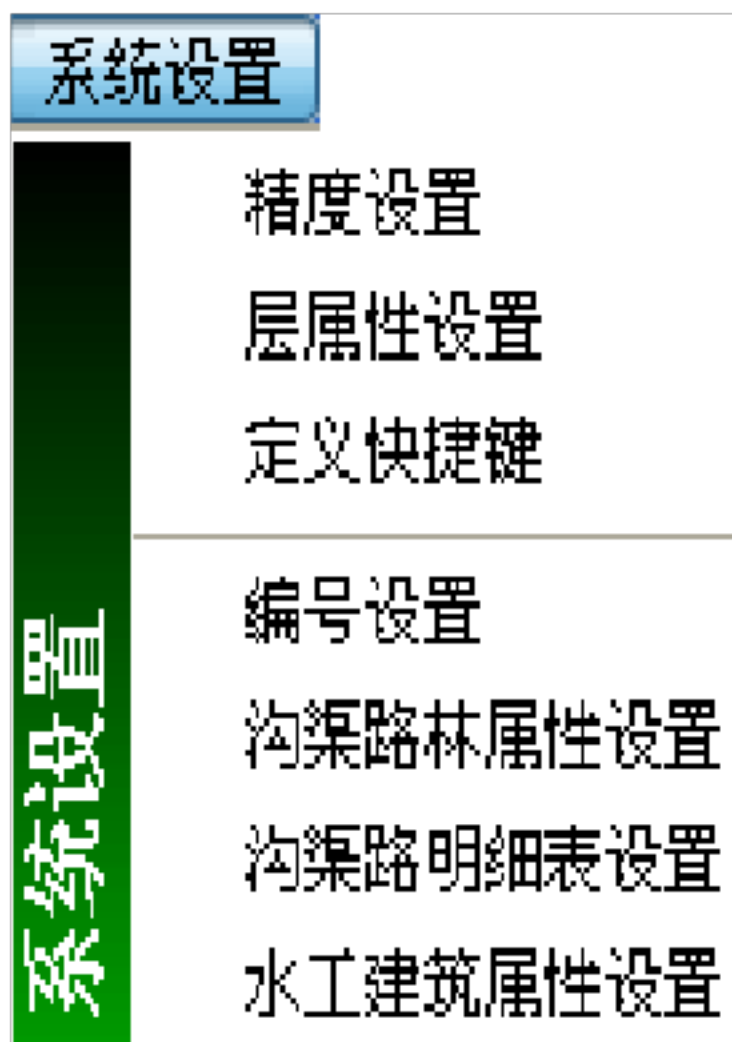 系统设置
精度设置
层属性设置
定义快捷键
编号设置
沟渠路林属性设置
沟渠路明细表设置
水工建筑属性设置
系统设置